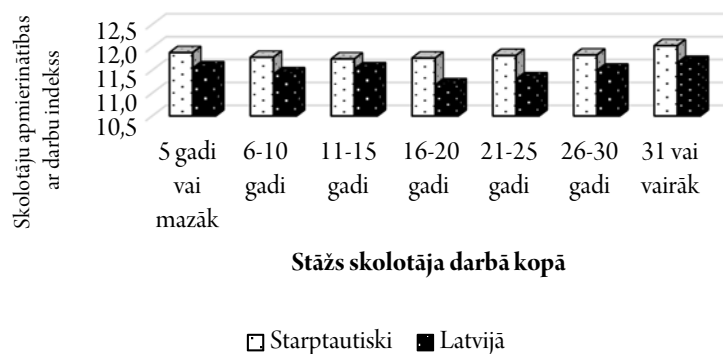 Skolotāju apmierinātības
ar darbu indekss
12,5
12,0
11,5
11,0
10,5
5 gadi
vai
mazāk
6-10
gadi
11-15
gadi
16-20
gadi
21-25
gadi
26-30
gadi
31 vai
vairāk
Stāžs skolotāja darbā kopā
Starptautiski
Latvijā